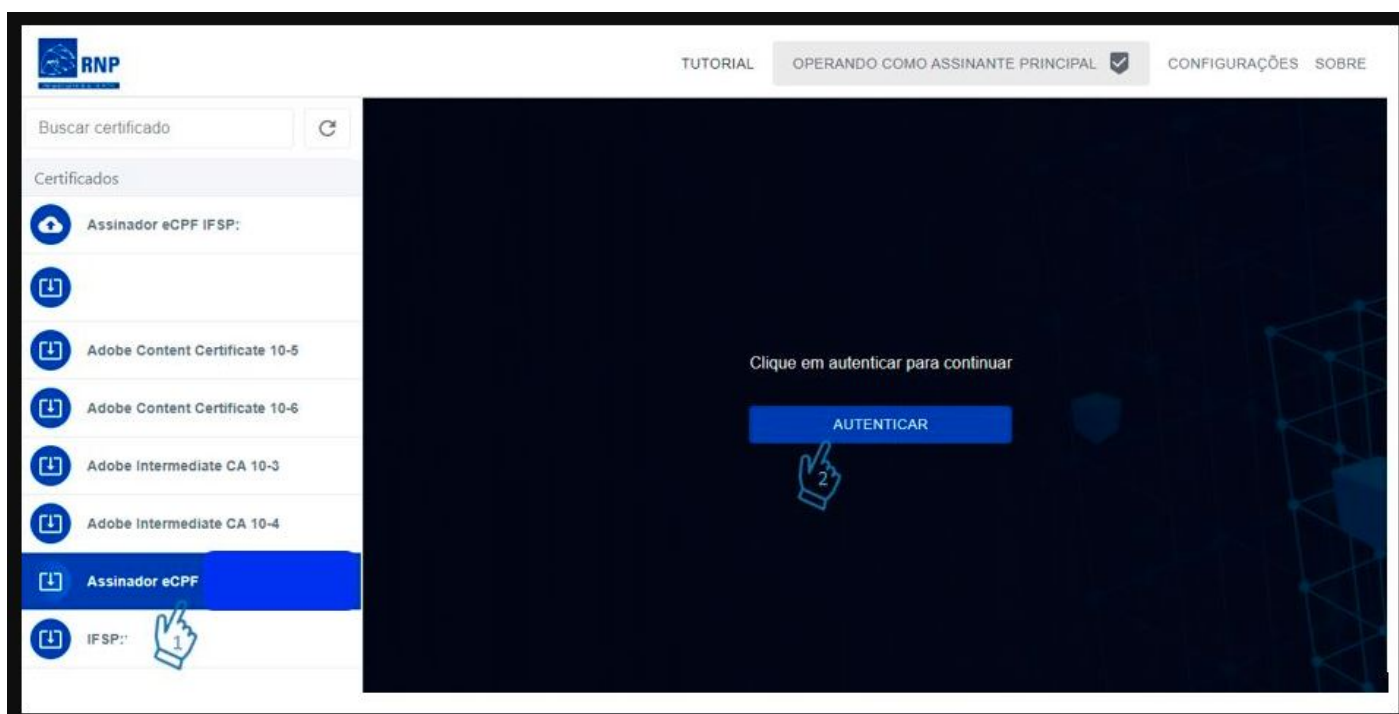 RNP
TUTORIAL
OPERANDO COMO ASSINANTE PRINCIPAL
CONFIGURAÇÕES
SOBRE
Buscar certificado
Certificados
Assinador eCPF IFSP:
Adobe Content Certificate 10-5
Adobe Content Certificate 10-6
Adobe Intermediate CA 10-3
Adobe Intermediate CA 10-4
Assinador eCPF
1
IFSP:
Clique em autenticar para continuar
AUTENTICAR
2